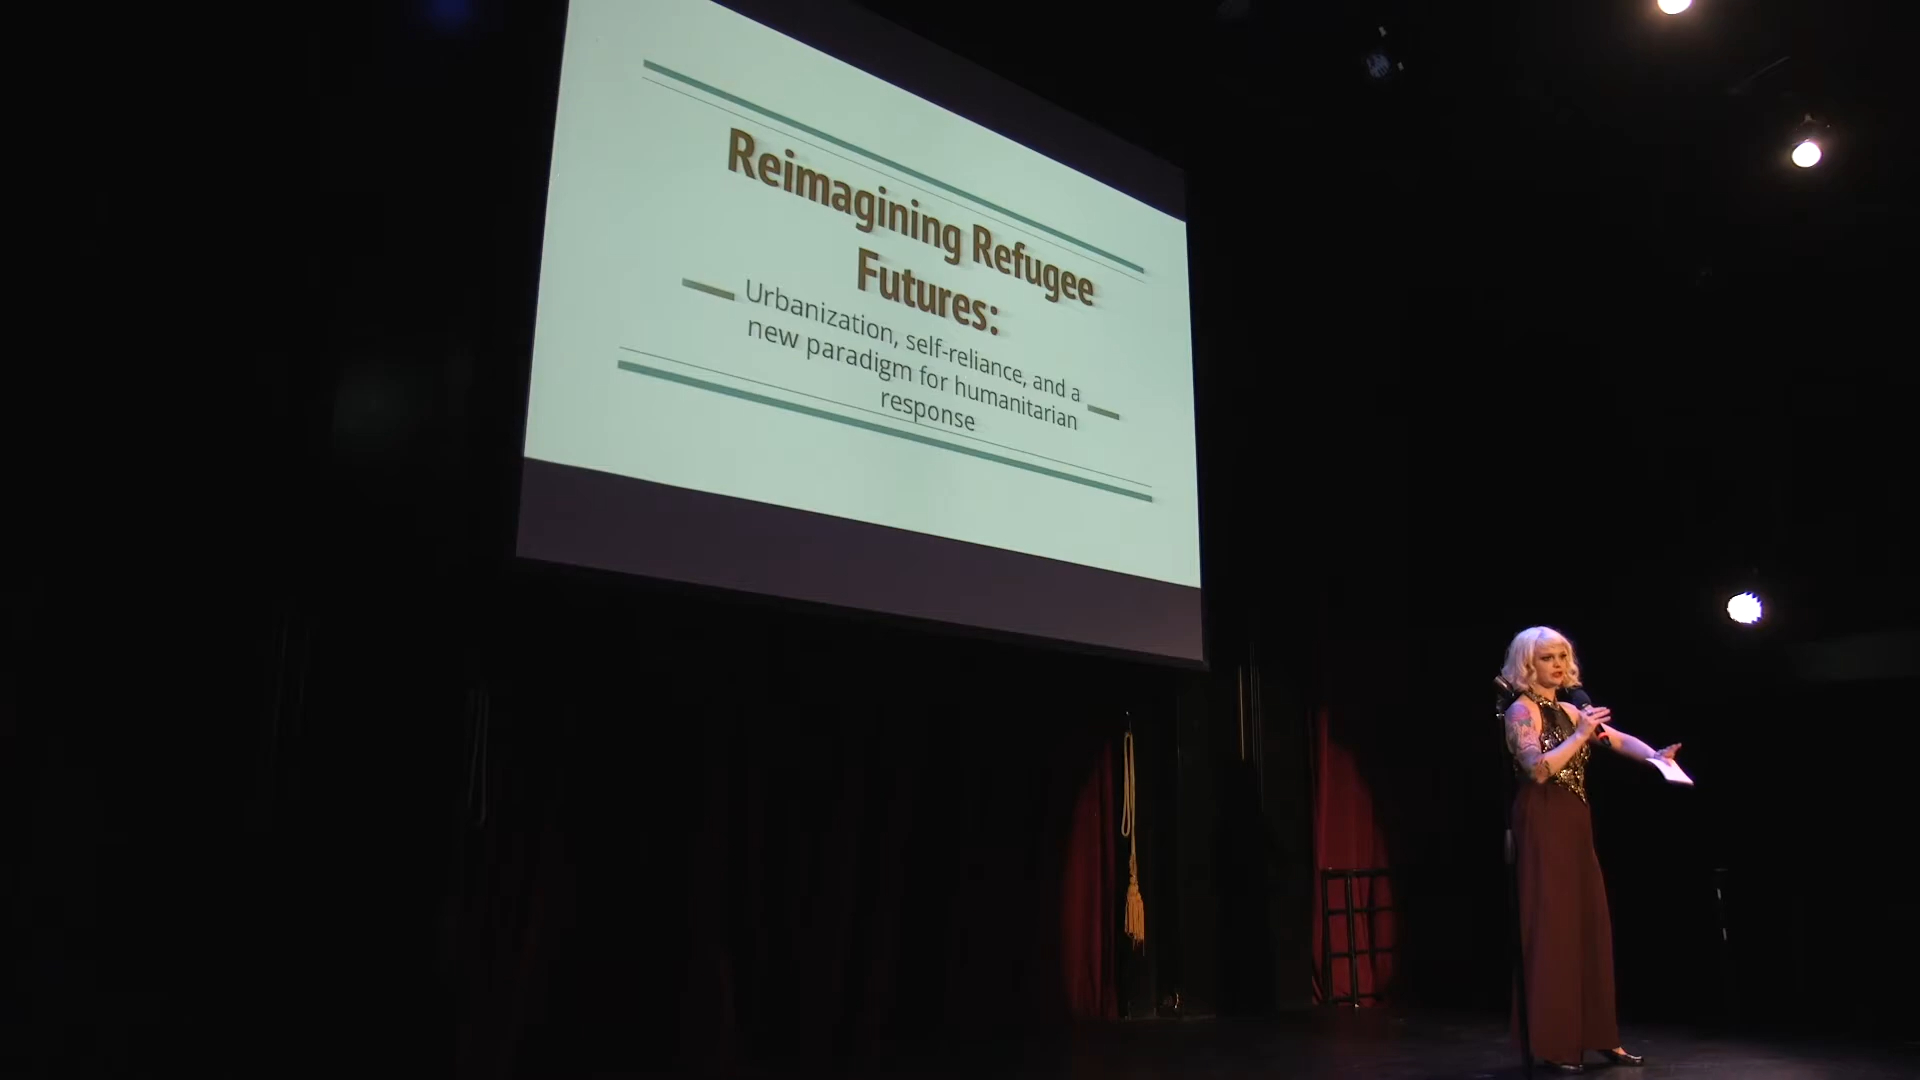 Reimagining Refugee
Futures:
Urbanization, self-reliance, and a
new paradigm for humanitarian
response